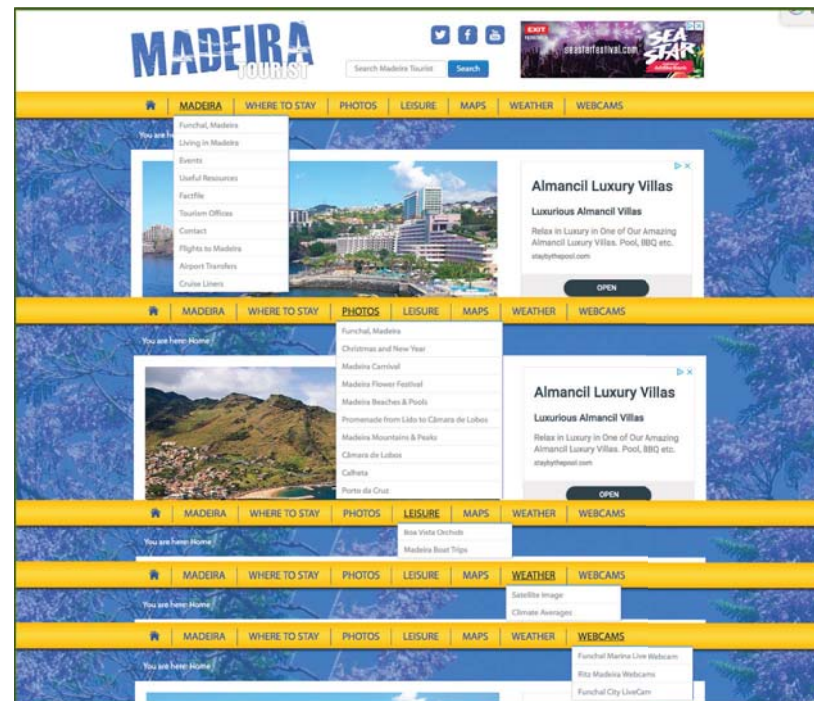 MADEIRA
TOURIST
Search Madeira Tourist Search
EXIT
seastarfestival.com
SEA STAR
MADEIRA WHERE TO STAY PHOTOS LEISURE MAPS WEATHER WEBCAMS
You are he
Funchal, Madeira
Living in Madeira
Events
Useful Resources
Factfile
Tourism Offices
Contact
Flights to Madeira
Airport Transfers
Cruise Liners
Almancil Luxury Villas
Luxurious Almancil Villas
Relax in Luxury in One of Our Amazing
Almancil Luxury Villas. Pool, BBQ etc.
staybythepool.com
OPEN
MADEIRA WHERE TO STAY PHOTOS LEISURE MAPS WEATHER WEBCAMS
You are here: Home
Funchal, Madeira
Christmas and New Year
Madeira Carnival
Madeira Flower Festival
Madeira Beaches & Pools
Promenade from Lido to Câmara de Lobos
Madeira Mountains & Peaks
Câmara de Lobos
Calheta
Porto da Cruz
Almancil Luxury Villas
Luxurious Almancil Villas
Relax in Luxury in One of Our Amazing
Almancil Luxury Villas. Pool, BBQ etc.
staybythepool.com
OPEN
MADEIRA WHERE TO STAY PHOTOS LEISURE MAPS WEATHER WEBCAMS
You are here: Home
Boa Vista Orchids
Madeira Boat Trips
MADEIRA WHERE TO STAY PHOTOS LEISURE MAPS WEATHER WEBCAMS
You are here: Home
Satellite Image
Climate Averages
MADEIRA WHERE TO STAY PHOTOS LEISURE MAPS WEATHER WEBCAMS
You are here: Home
Funchal Marina Live Webcam
Rita Madeira Webcams
Funchal City LiveCam